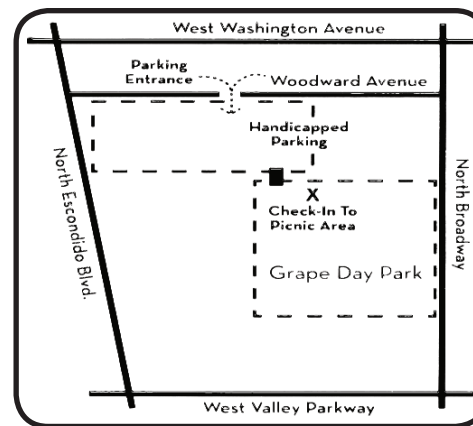 West Washington Avenue
Parking
Entrance
Woodward Avenue
Handicapped
Parking
North Escondido Blvd.
North Broadway
X
Check-In To
Picnic Area
Grape Day Park
West Valley Parkway